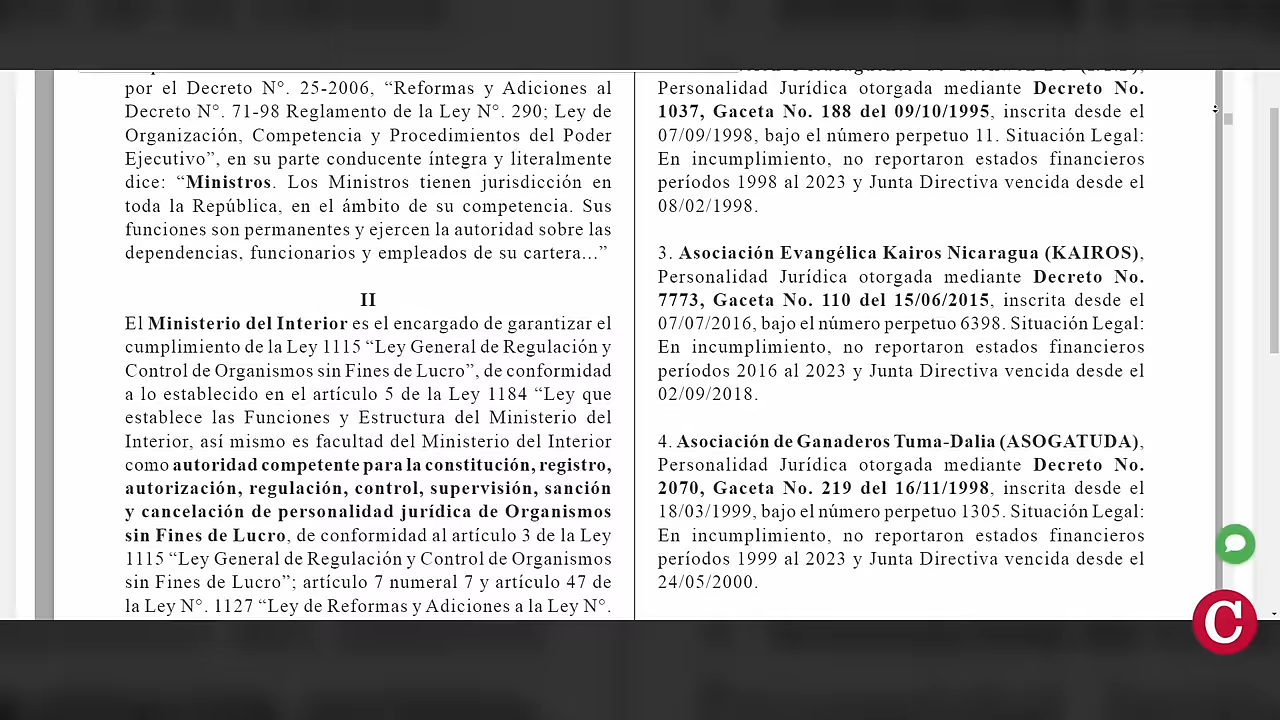 por el Decreto N°. 25-2006, “Reformas y Adiciones al
Decreto N°. 71-98 Reglamento de la Ley N°. 290; Ley de
Organización, Competencia y Procedimientos del Poder
Ejecutivo”, en su parte conducente íntegra y literalmente
dice: “Ministros. Los Ministros tienen jurisdicción en
toda la República, en el ámbito de su competencia. Sus
funciones son permanentes y ejercen la autoridad sobre las
dependencias, funcionarios y empleados de su cartera...”
II
El Ministerio del Interior es el encargado de garantizar el
cumplimiento de la Ley 1115 “Ley General de Regulación y
Control de Organismos sin Fines de Lucro”, de conformidad
a lo establecido en el artículo 5 de la Ley 1184 “Ley que
establece las Funciones y Estructura del Ministerio del
Interior, así mismo es facultad del Ministerio del Interior
como autoridad competente para la constitución, registro,
autorización, regulación, control, supervisión, sanción
y cancelación de personalidad jurídica de Organismos
sin Fines de Lucro, de conformidad al artículo 3 de la Ley
1115 “Ley General de Regulación y Control de Organismos
sin Fines de Lucro”; artículo 7 numeral 7 y artículo 47 de
la Ley N°. 1127 “Ley de Reformas y Adiciones a la Ley N°.
Personalidad Jurídica otorgada mediante Decreto No.
1037, Gaceta No. 188 del 09/10/1995, inscrita desde el
07/09/1998, bajo el número perpetuo 11. Situación Legal:
En incumplimiento, no reportaron estados financieros
períodos 1998 al 2023 y Junta Directiva vencida desde el
08/02/1998.
3. Asociación Evangélica Kairos Nicaragua (KAIROS),
Personalidad Jurídica otorgada mediante Decreto No.
7773, Gaceta No. 110 del 15/06/2015, inscrita desde el
07/07/2016, bajo el número perpetuo 6398. Situación Legal:
En incumplimiento, no reportaron estados financieros
períodos 2016 al 2023 y Junta Directiva vencida desde el
02/09/2018.
4. Asociación de Ganaderos Tuma-Dalia (ASOGATUDA),
Personalidad Jurídica otorgada mediante Decreto No.
2070, Gaceta No. 219 del 16/11/1998, inscrita desde el
18/03/1999, bajo el número perpetuo 1305. Situación Legal:
En incumplimiento, no reportaron estados financieros
períodos 1999 al 2023 y Junta Directiva vencida desde el
24/05/2000.
C